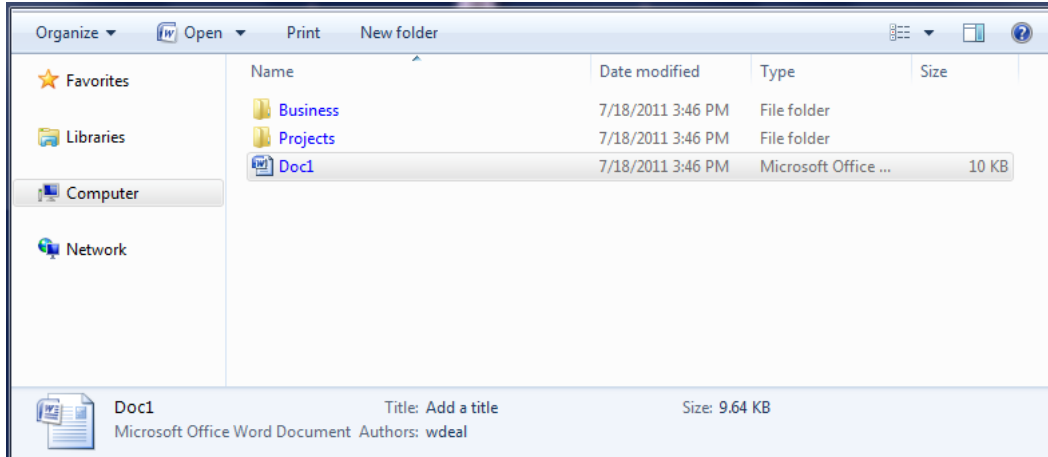 Organize Open Print New folder
Favorites
Libraries
Computer
Network
Name Date modified Type Size
Business 7/18/2011 3:46 PM File folder
Projects 7/18/2011 3:46 PM File folder
Doc1 7/18/2011 3:46 PM Microsoft Office ... 10 KB
Doc1 Title: Add a title Size: 9.64 KB
Microsoft Office Word Document Authors: wdeal